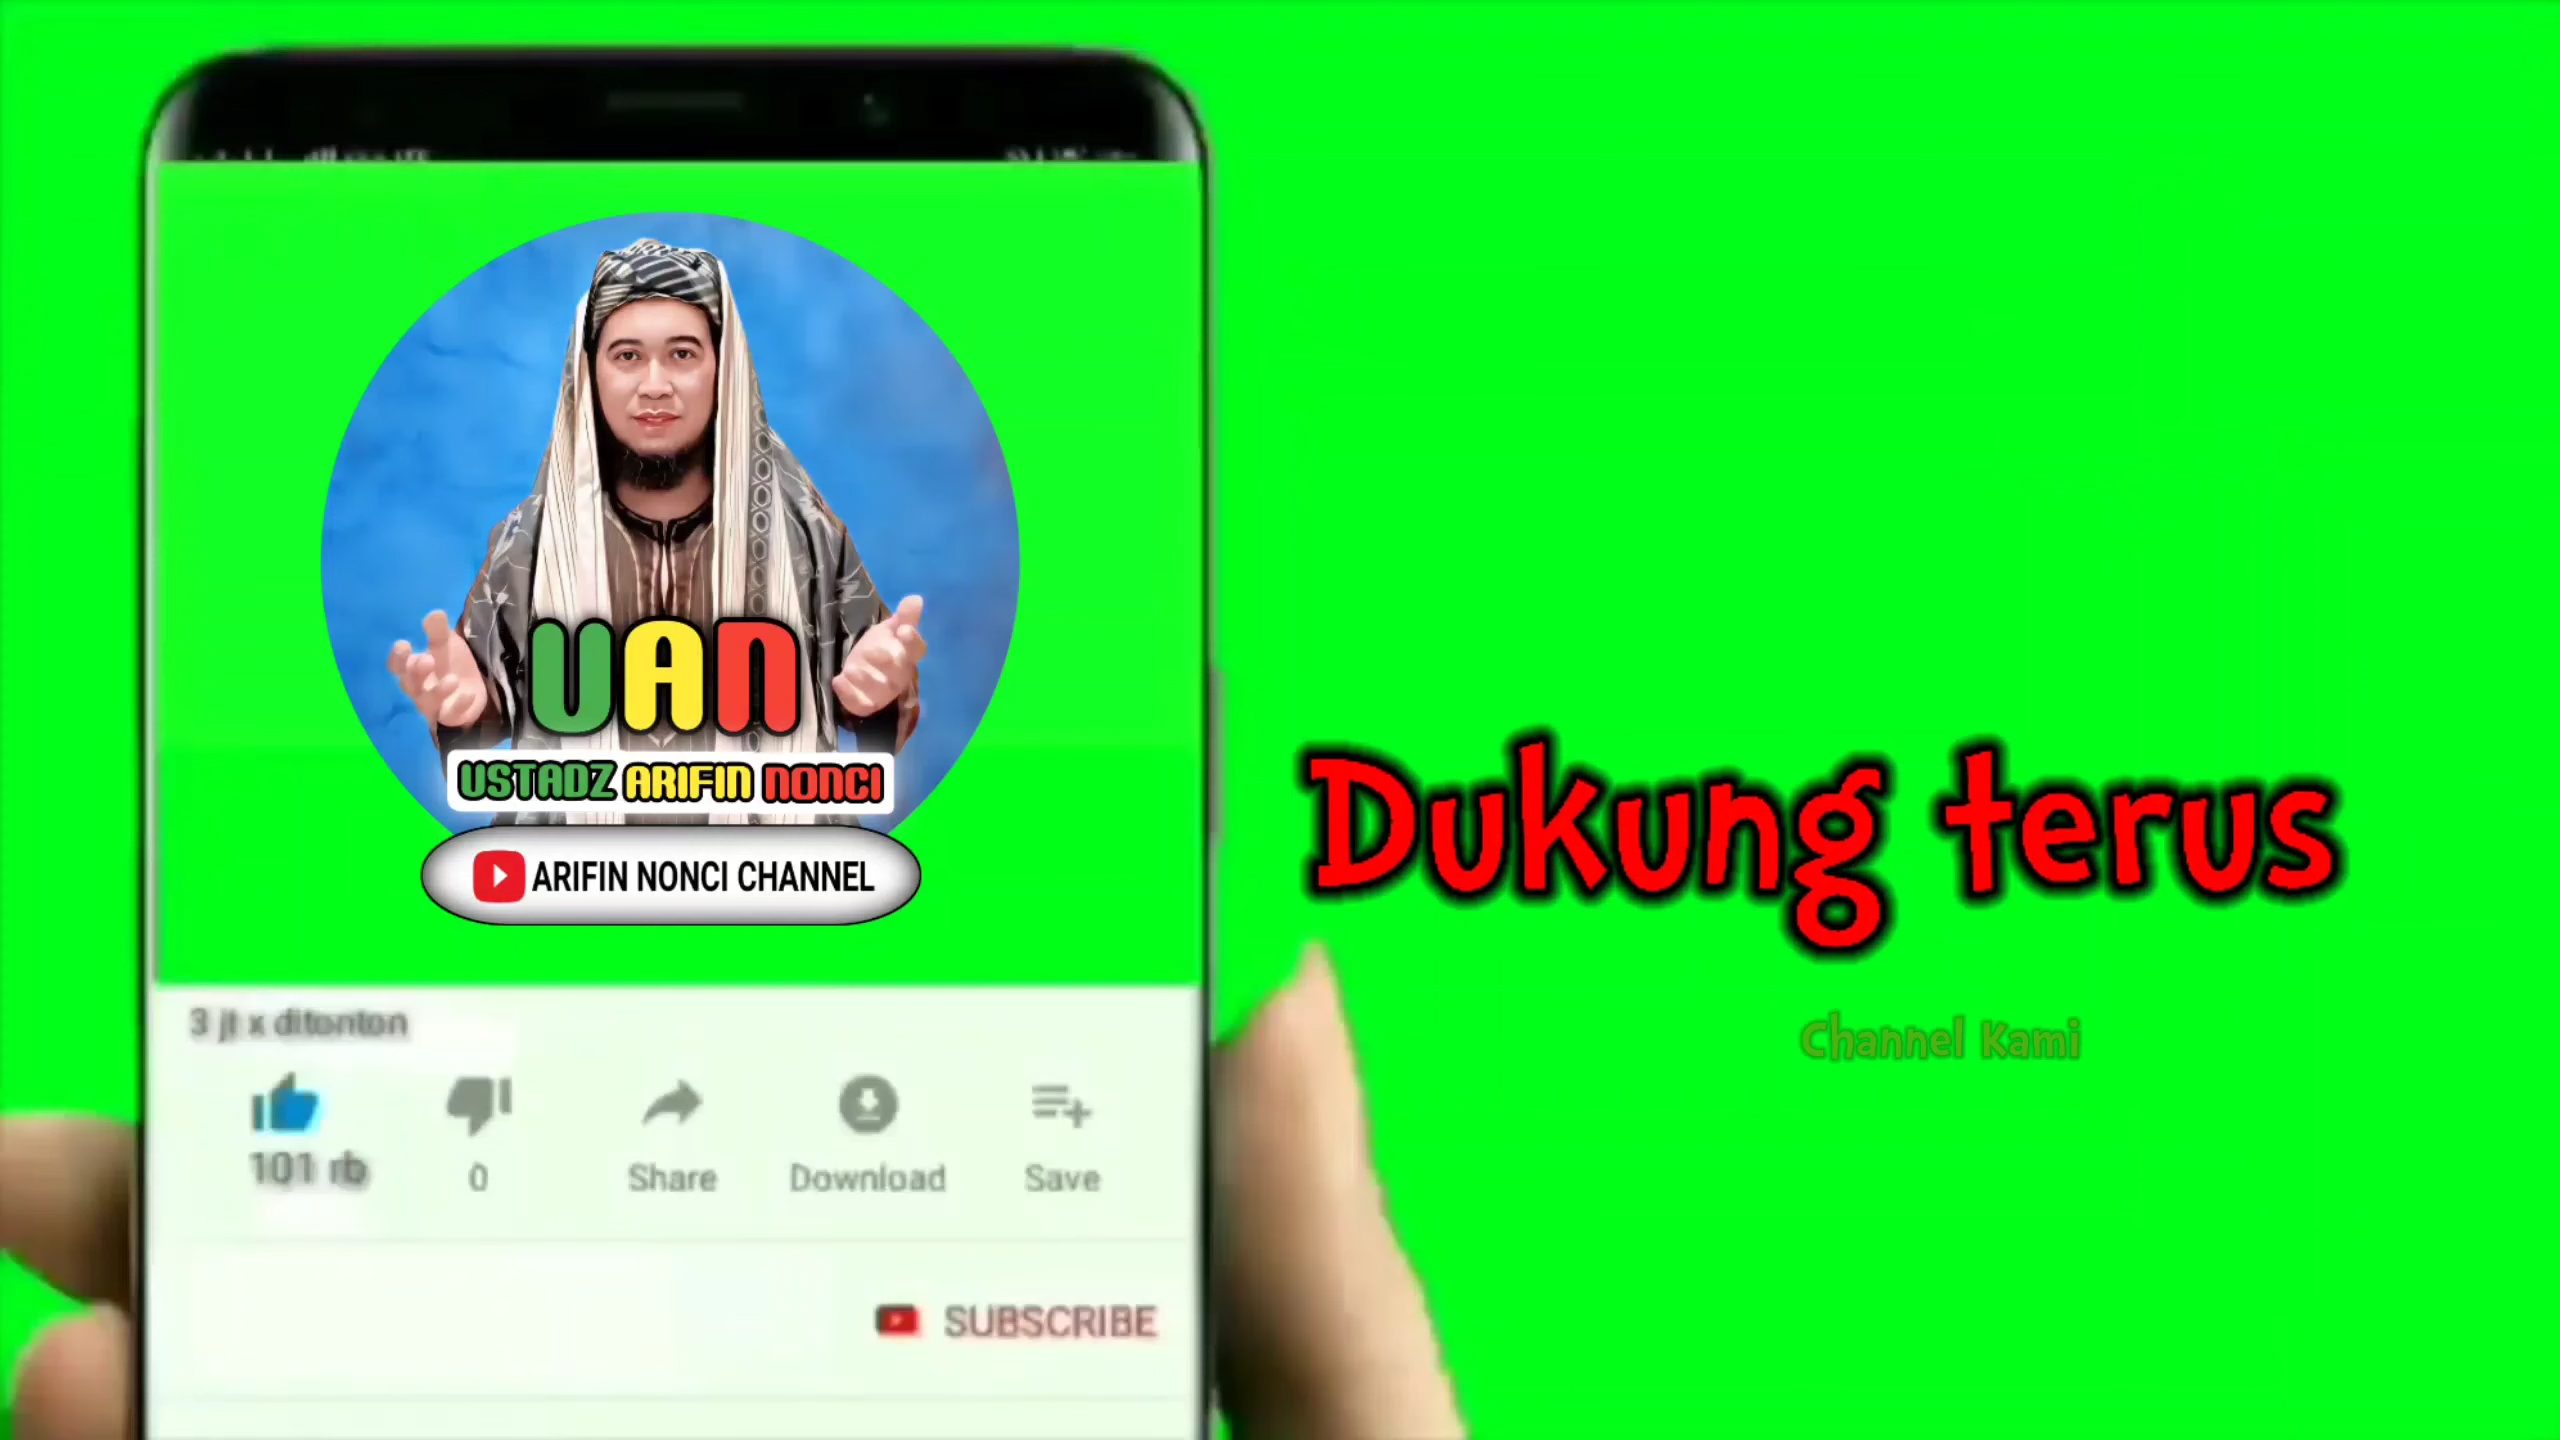 UAN
USTADZ ARIFIN NONCI
ARIFIN NONCI CHANNEL
3 jt x ditonton
101 rb
0
Share
Download
Save
SUBSCRIBE
Dukung terus
Channel Kami